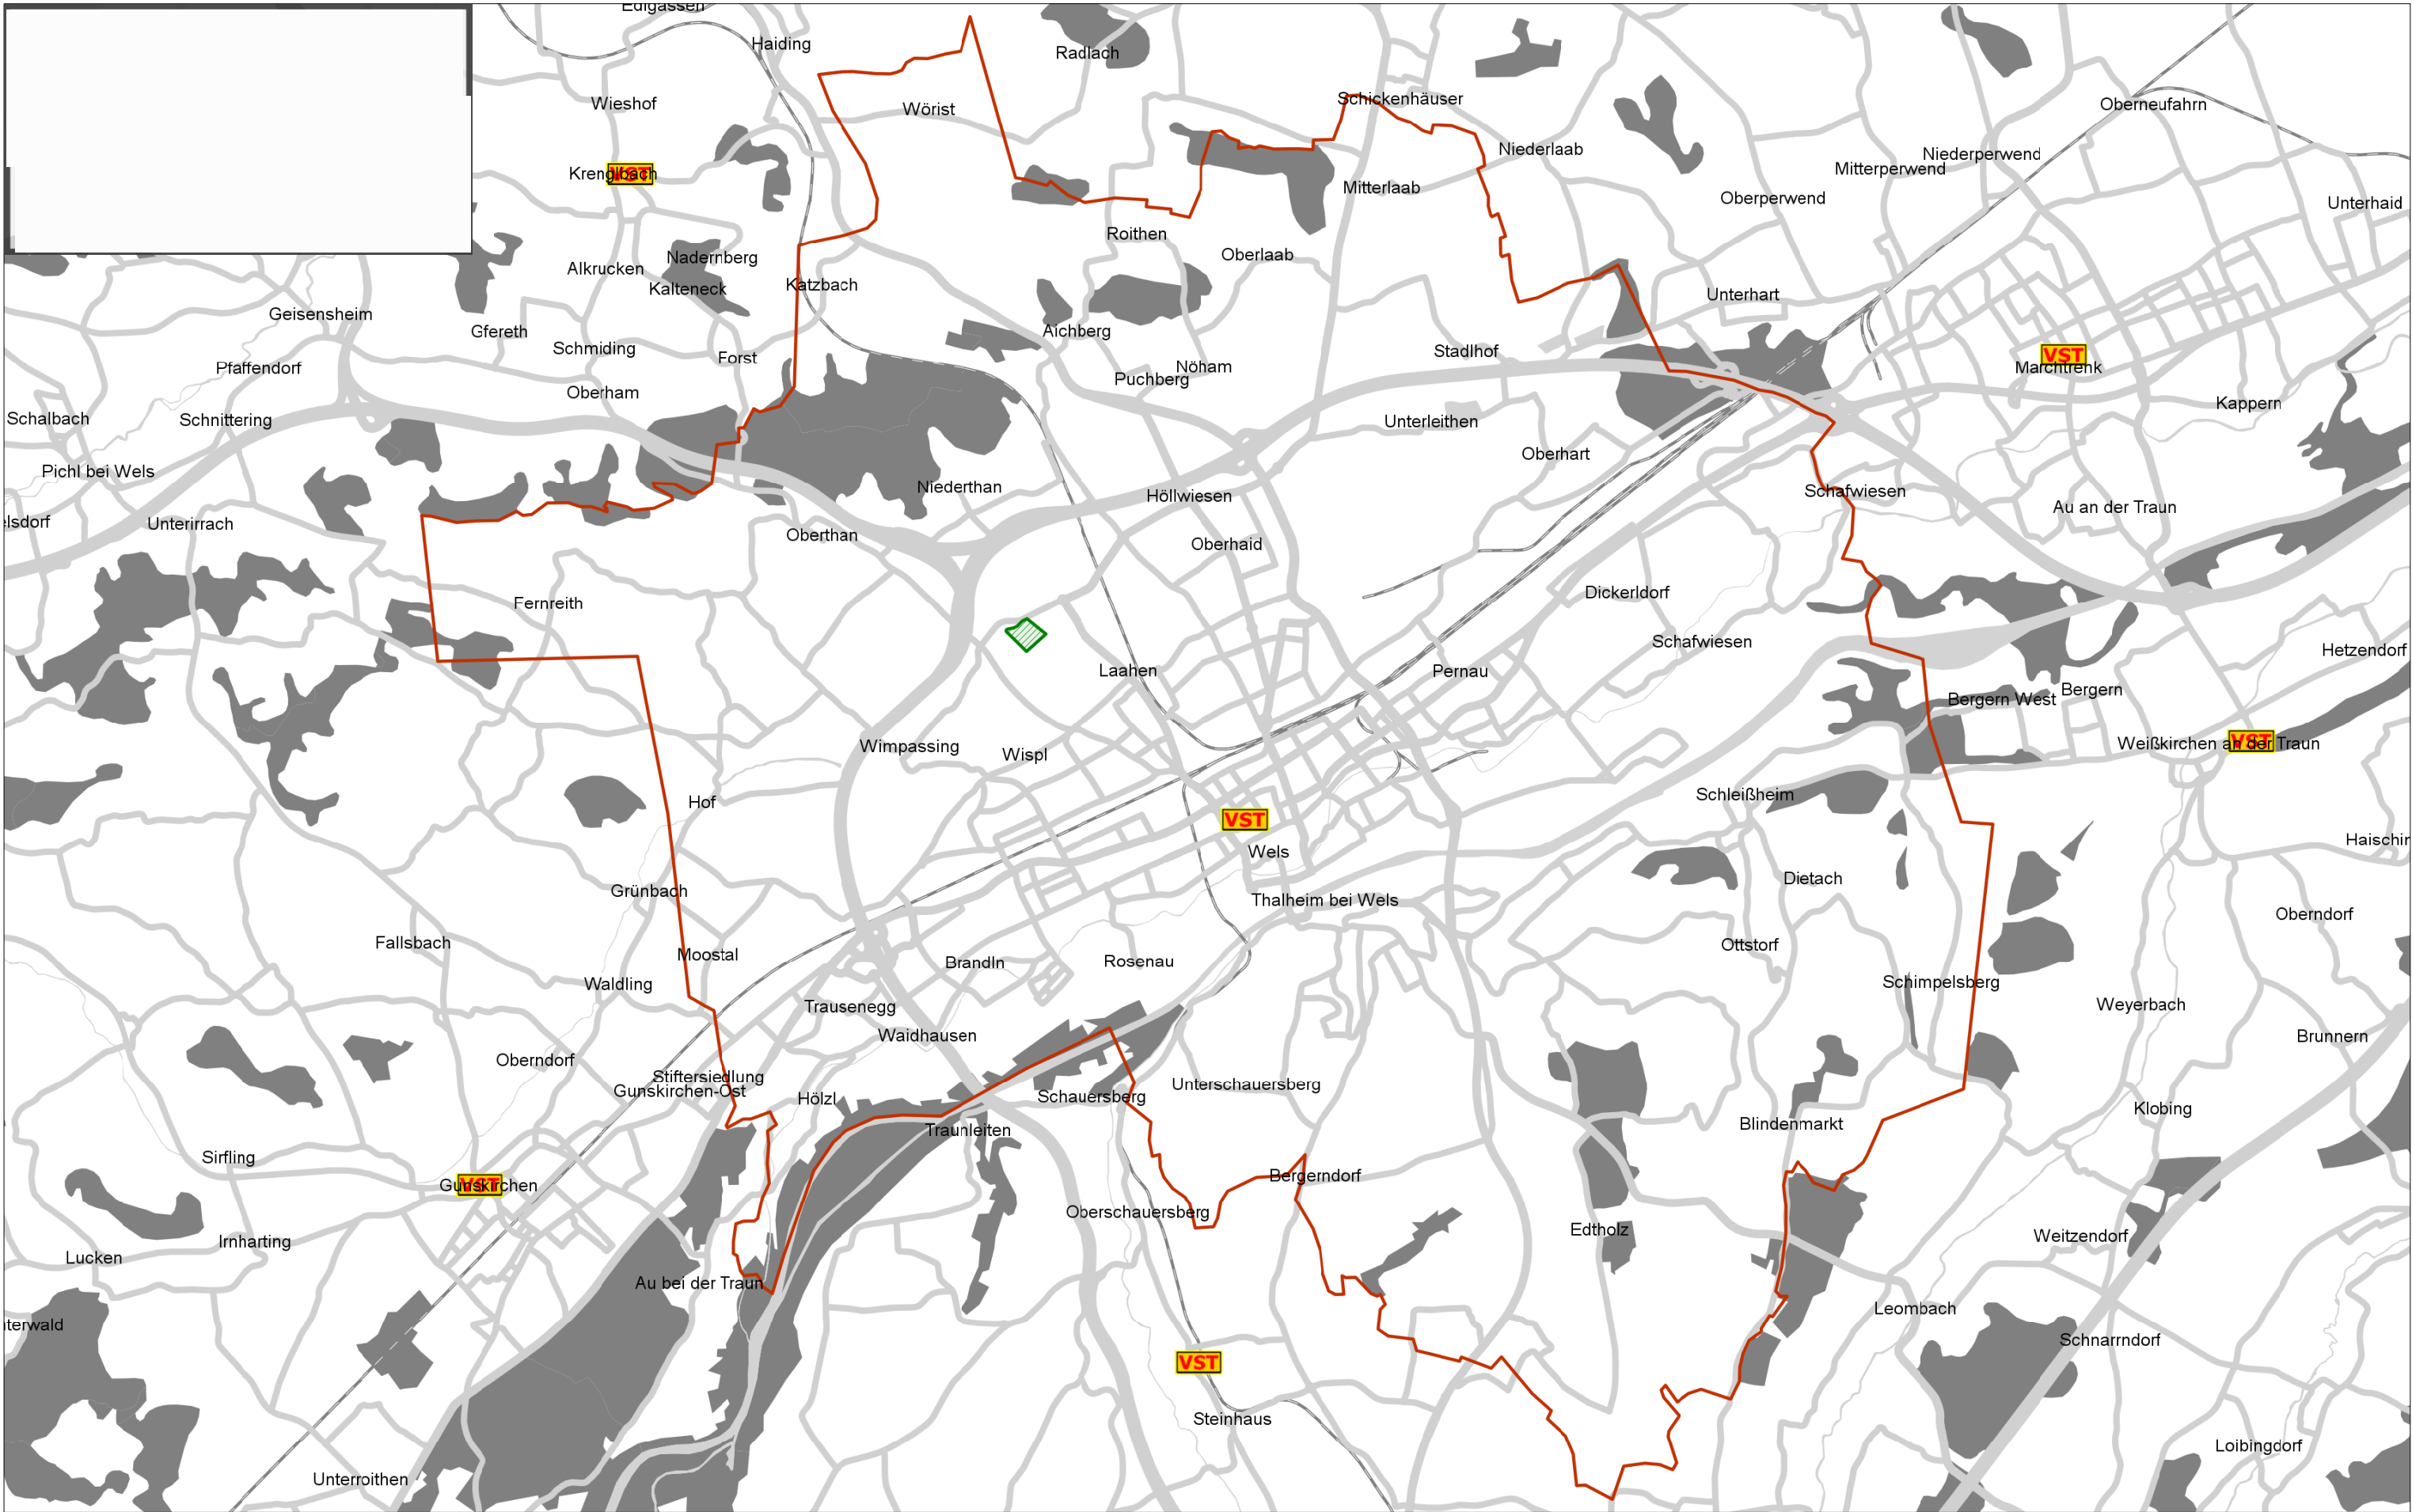 Edlgassen
Haiding
Radlach
Wieshof
Wörist
Schickenhäuser
Oberneufahrn
Niederlaab
Niederperwend
Mitterperwend
VST
Krenglbach
Mitterlaab
Oberperwend
Unterhaid
Roithen
Nadernberg
Oberlaab
Alkrucken
Katzbach
Kalteneck
Unterhart
Geisensheim
Gfereth
Aichberg
Schmiding
Forst
Stadlhof
VST
Pfaffendorf
Nöham
Marchtrenk
Puchberg
Oberham
Kappern
Schalbach
Schnittering
Unterleithen
Oberhart
Pichl bei Wels
Niederthan
Höllwiesen
Schafwiesen
Au an der Traun
elsdorf
Unterirrach
Oberthan
Oberhaid
Dickerldorf
Fernreith
Schafwiesen
Hetzendorf
Laahen
Pernau
Bergern
Bergern West
VST
Weißkirchen an der Traun
Wimpassing
Wispl
Schleißheim
Hof
VST
Haischin
Wels
Dietach
Grünbach
Thalheim bei Wels
Oberndorf
Fallsbach
Ottstorf
Moostal
Brandln
Rosenau
Waldling
Schimpelsberg
Trausenegg
Weyerbach
Waidhausen
Brunnern
Oberndorf
Stiftersiedlung
Unterschauersberg
Gunskirchen-Ost
Hölzl
Schauersberg
Klobing
Traunleiten
Blindenmarkt
Sirfling
Bergerndorf
VST
Gunskirchen
Oberschauersberg
Edtholz
Weitzendorf
Irnharting
Lucken
Au bei der Traun
Leombach
nterwald
Schnarrndorf
VST
Steinhaus
Loibingdorf
Unterroithen